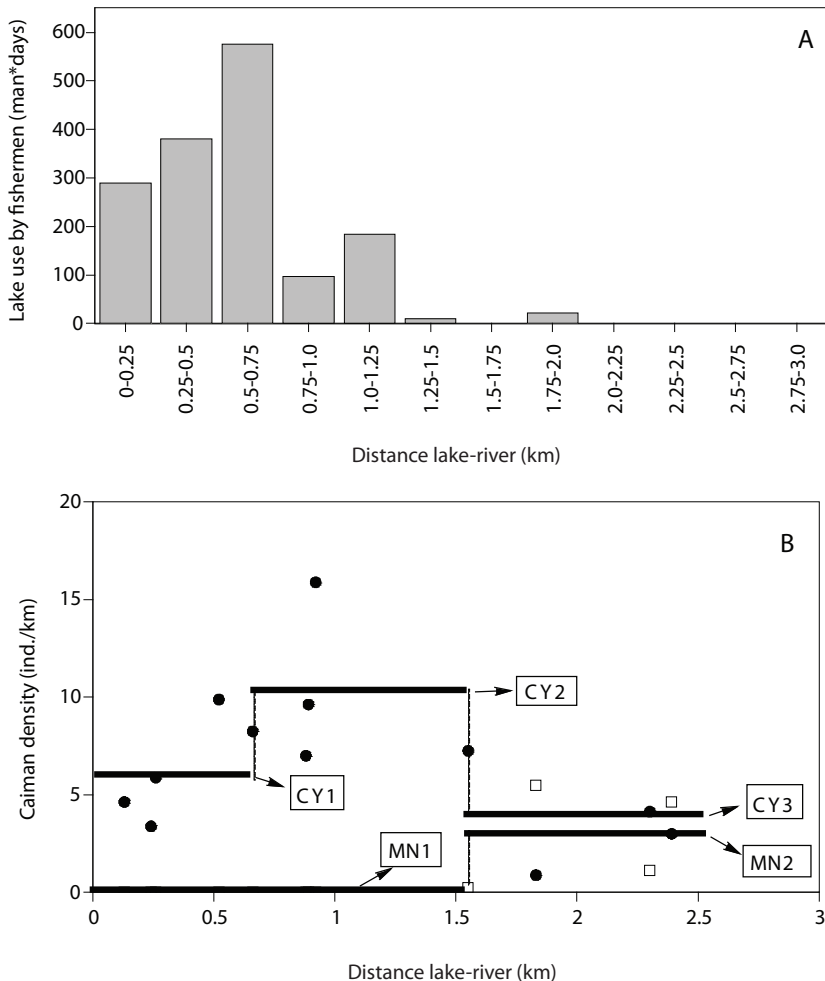 A
Lake use by fishermen (man*days)
600
500
400
300
200
100
0
0-0.25
0.25-0.5
0.5-0.75
0.75-1.0
1.0-1.25
1.25-1.5
1.5-1.75
1.75-2.0
2.0-2.25
2.25-2.5
2.5-2.75
2.75-3.0
Distance lake-river (km)
B
Caiman density (ind./km)
20
15
10
5
0
CY2
CY1
CY3
MN1
MN2
0
0.5
1
1.5
2
2.5
3
Distance lake-river (km)